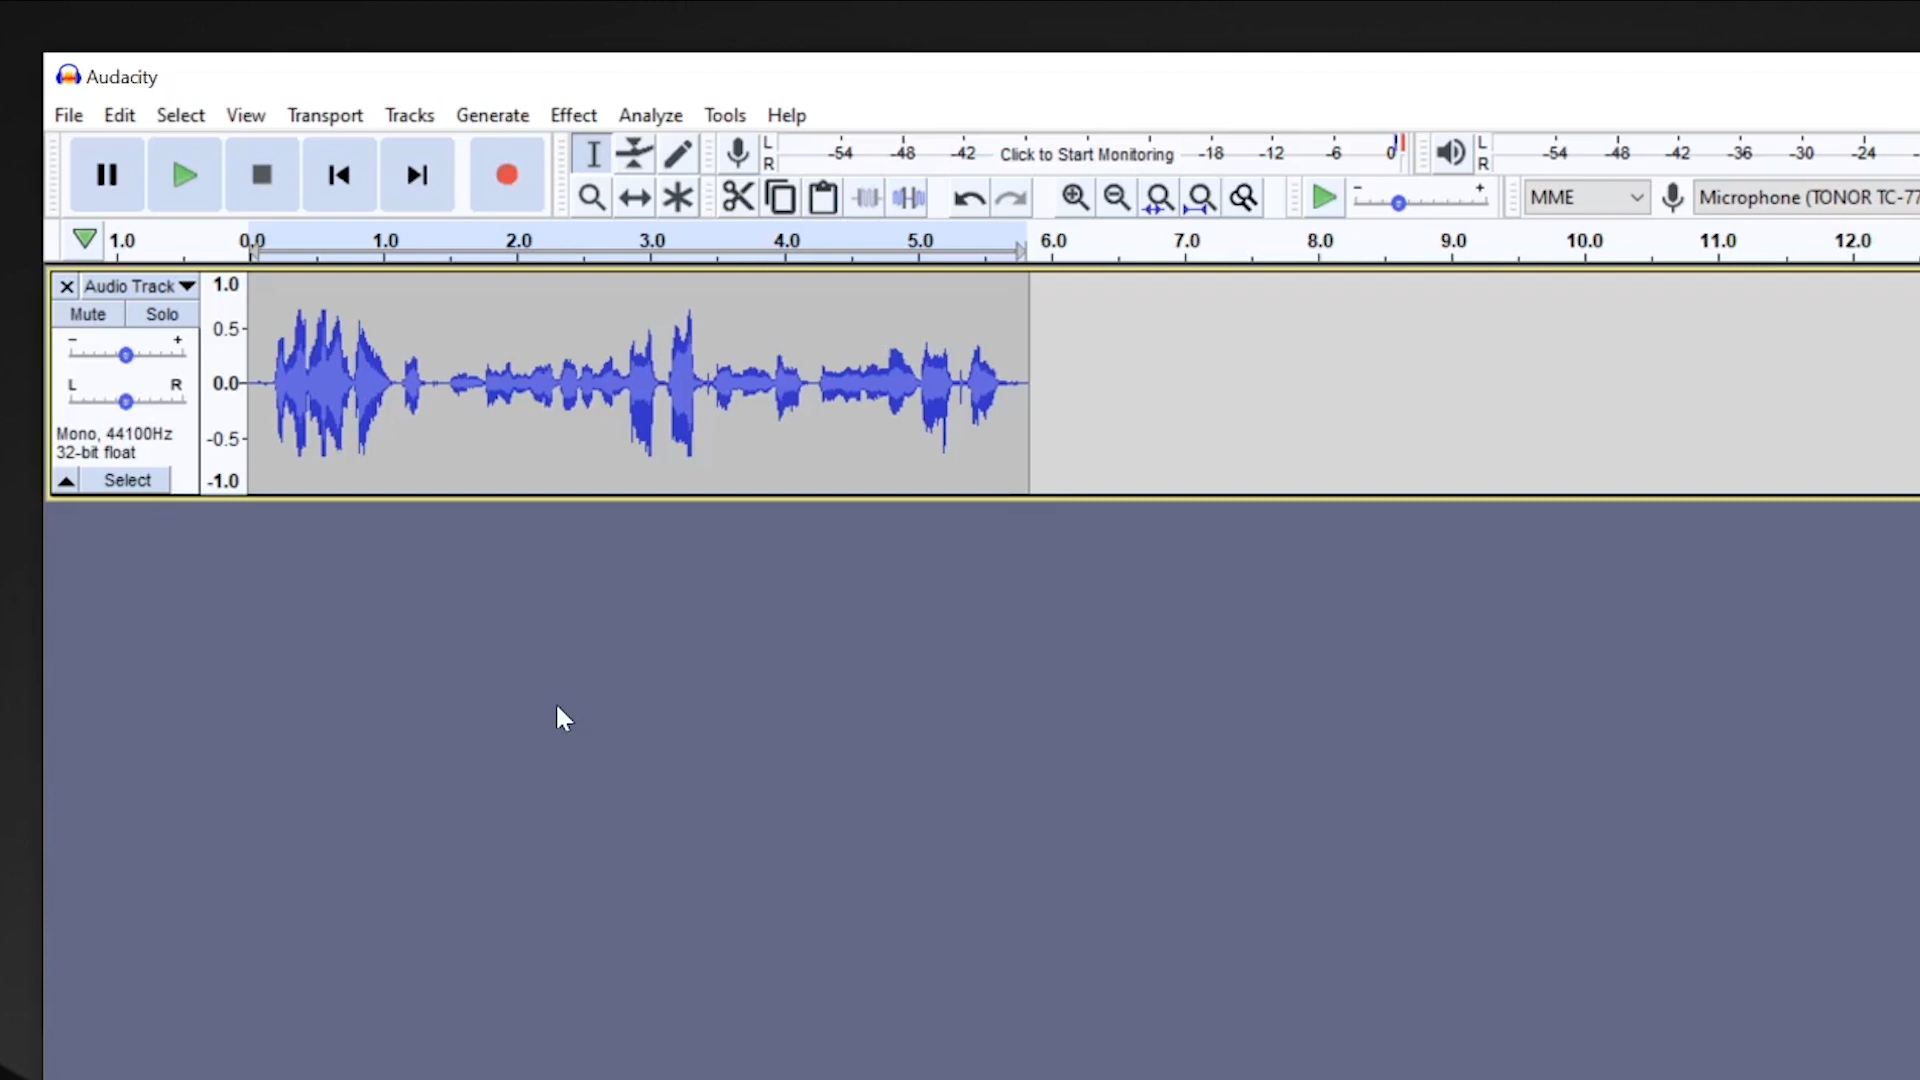 Audacity
File Edit Select View Transport Tracks Generate Effect Analyze Tools Help
L R -54 -48 -42 Click to Start Monitoring -18 -12 -6 0 L R -54 -48 -42 -36 -30 -24
- + MME Microphone (TONOR TC-77
1.0 0.0 1.0 2.0 3.0 4.0 5.0 6.0 7.0 8.0 9.0 10.0 11.0 12.0
X Audio Track 1.0
Mute Solo
0.5
- +
0.0
L R
Mono, 44100Hz
-0.5
32-bit float
Select -1.0